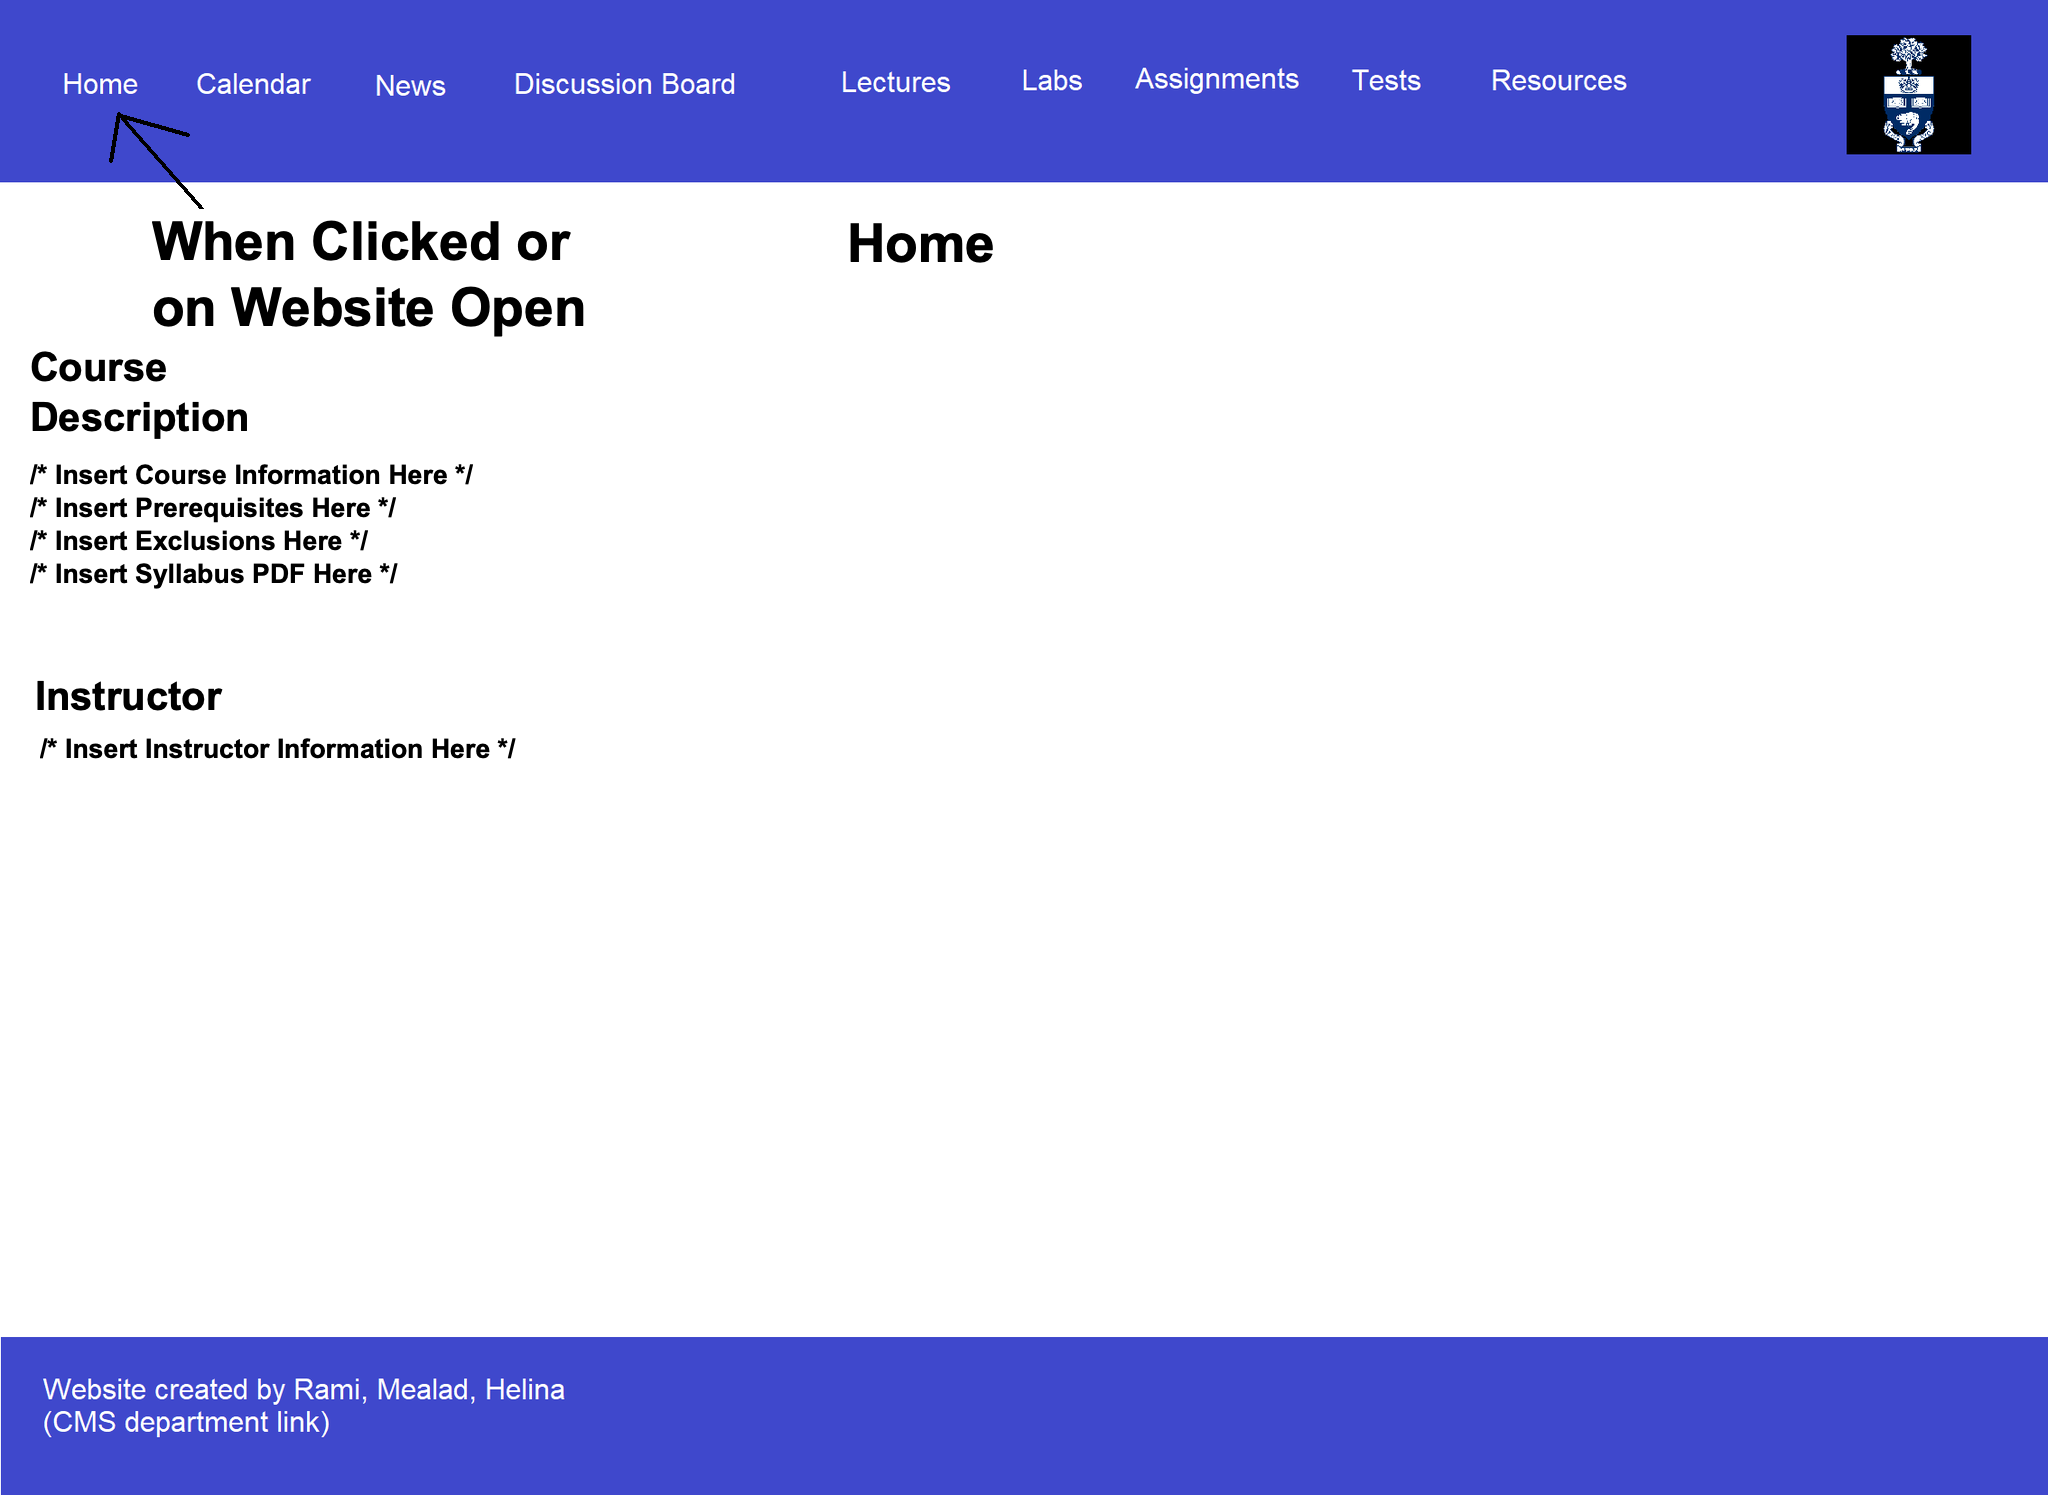 Home Calendar News Discussion Board Lectures Labs Assignments Tests Resources
When Clicked or
on Website Open
Home
Course
Description
/* Insert Course Information Here */
/* Insert Prerequisites Here */
/* Insert Exclusions Here */
/* Insert Syllabus PDF Here */
Instructor
/* Insert Instructor Information Here */
Website created by Rami, Mealad, Helina
(CMS department link)